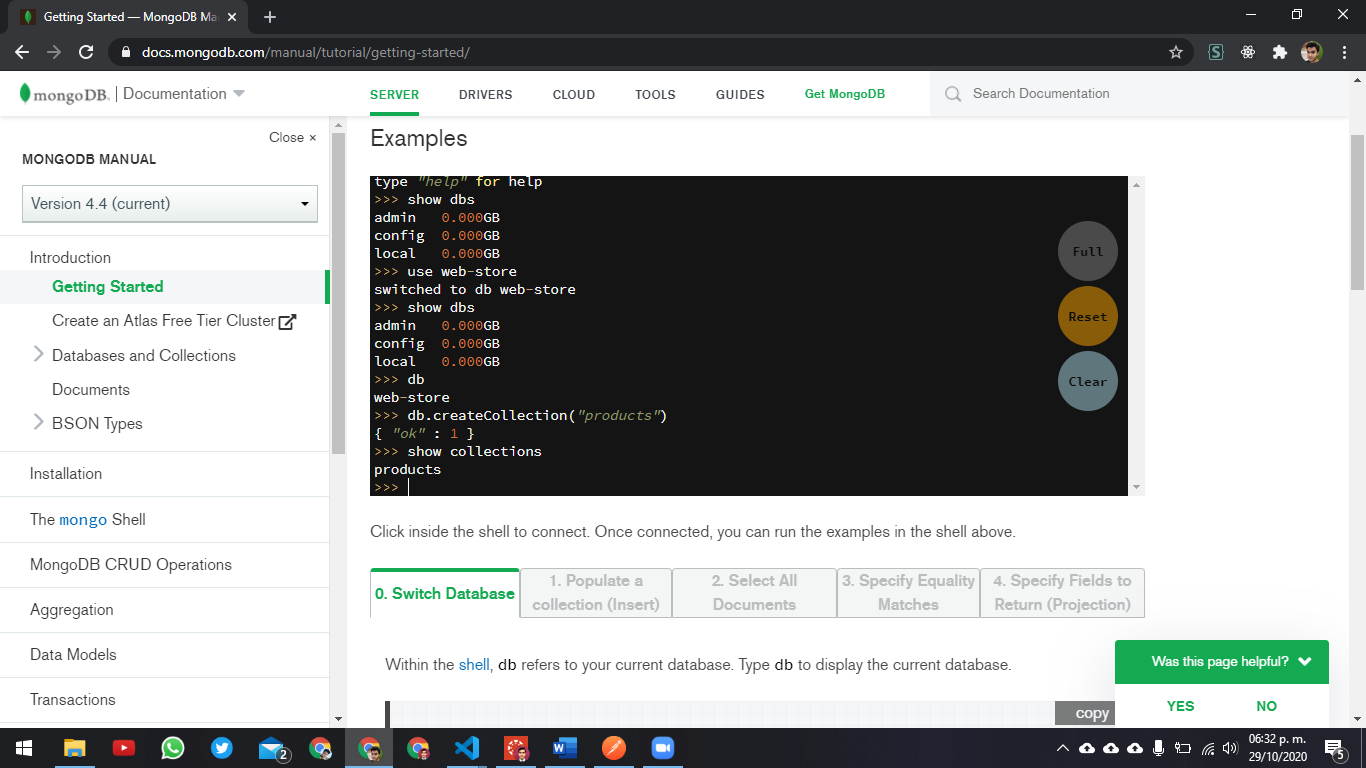 Getting Started — MongoDB Ma
docs.mongodb.com/manual/tutorial/getting-started/
mongoDB. | Documentation
SERVER
DRIVERS
CLOUD
TOOLS
GUIDES
Get MongoDB
Search Documentation
Close ×
MONGODB MANUAL
Version 4.4 (current)
Introduction
Getting Started
Create an Atlas Free Tier Cluster
Databases and Collections
Documents
BSON Types
Installation
The mongo Shell
MongoDB CRUD Operations
Aggregation
Data Models
Transactions
Examples
type "help" for help
>>> show dbs
admin 0.000GB
config 0.000GB
local 0.000GB
>>> use web-store
switched to db web-store
>>> show dbs
admin 0.000GB
config 0.000GB
local 0.000GB
>>> db
web-store
>>> db.createCollection("products")
{ "ok" : 1 }
>>> show collections
products
>>>
Full
Reset
Clear
Click inside the shell to connect. Once connected, you can run the examples in the shell above.
0. Switch Database
1. Populate a
collection (Insert)
2. Select All
Documents
3. Specify Equality
Matches
4. Specify Fields to
Return (Projection)
Within the shell, db refers to your current database. Type db to display the current database.
copy
Was this page helpful?
YES
NO
2
06:32 p. m.
29/10/2020
5